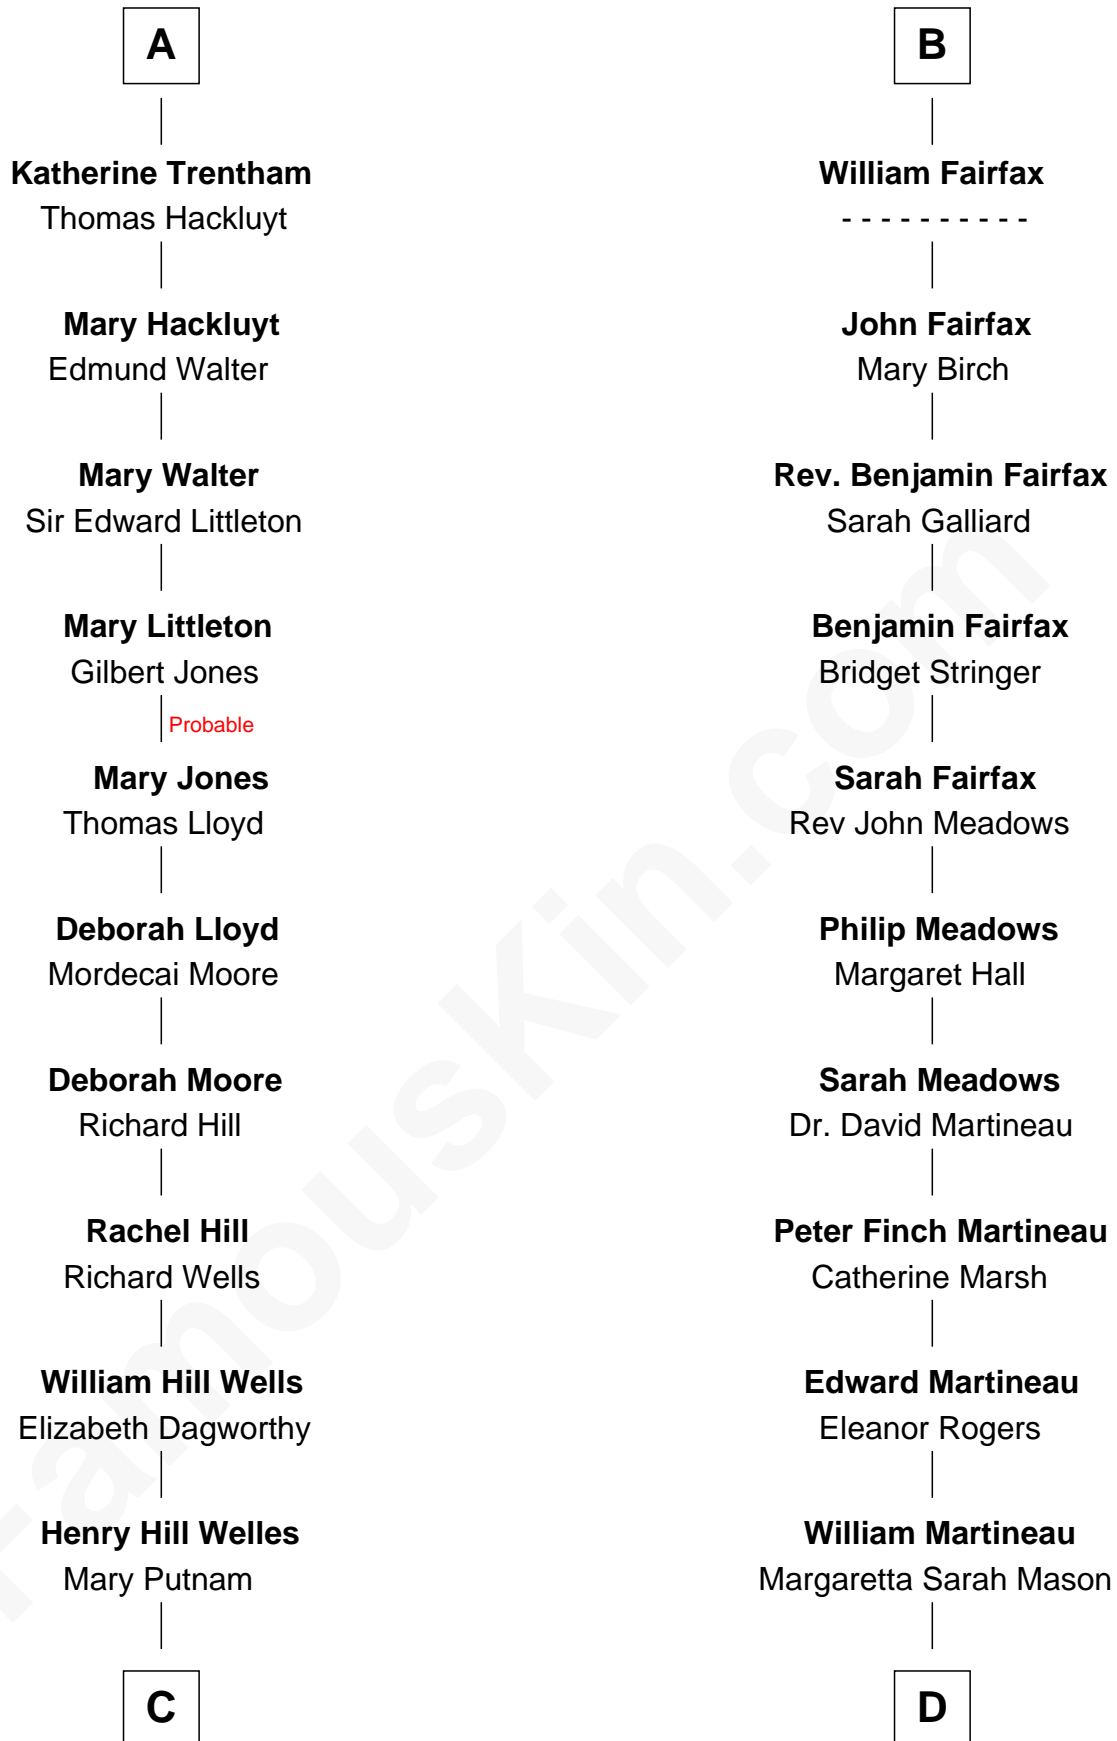 A
Katherine Trentham
Thomas Hackluyt
Mary Hackluyt
Edmund Walter
Mary Walter
Sir Edward Littleton
Mary Littleton
Gilbert Jones
Probable
Mary Jones
Thomas Lloyd
Deborah Lloyd
Mordecai Moore
Deborah Moore
Richard Hill
Rachel Hill
Richard Wells
William Hill Wells
Elizabeth Dagworthy
Henry Hill Welles
Mary Putnam
C
B
William Fairfax
- - - - - - - - - -
John Fairfax
Mary Birch
Rev. Benjamin Fairfax
Sarah Galliard
Benjamin Fairfax
Bridget Stringer
Sarah Fairfax
Rev John Meadows
Philip Meadows
Margaret Hall
Sarah Meadows
Dr. David Martineau
Peter Finch Martineau
Catherine Marsh
Edward Martineau
Eleanor Rogers
William Martineau
Margaretta Sarah Mason
D
FamousKin.com